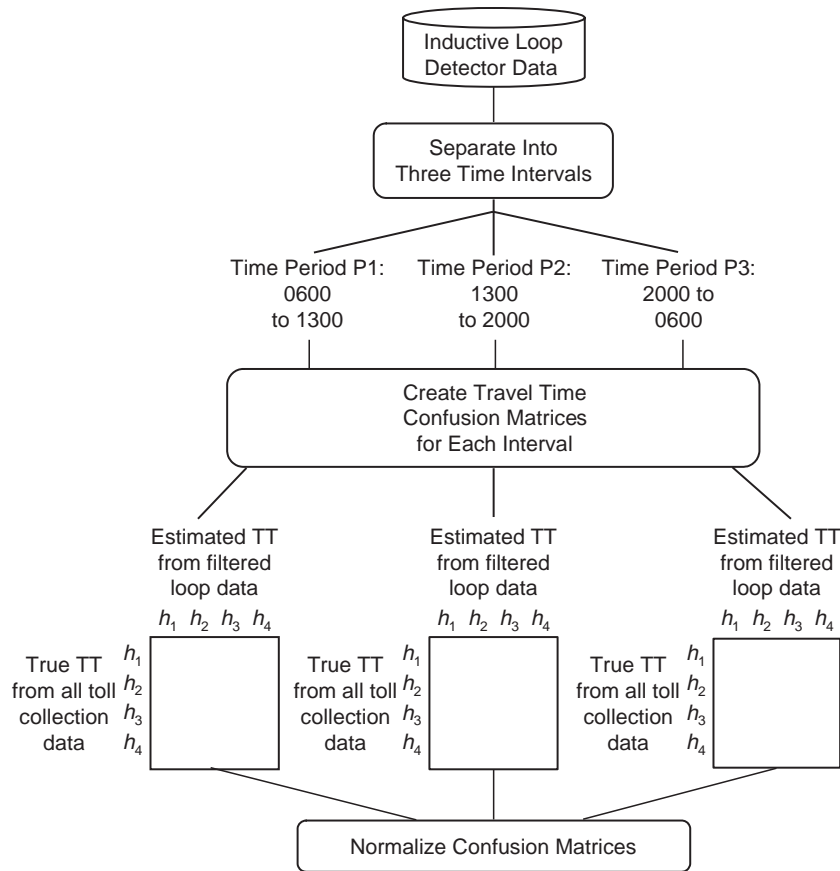 Inductive Loop
Detector Data
Separate Into
Three Time Intervals
Time Period P1:
0600
to 1300
Time Period P2:
1300
to 2000
Time Period P3:
2000 to
0600
Create Travel Time
Confusion Matrices
for Each Interval
Estimated TT
from filtered
loop data
h1 h2 h3 h4
True TT
from all toll
collection
data
h1
h2
h3
h4
Estimated TT
from filtered
loop data
h1 h2 h3 h4
True TT
from all toll
collection
data
h1
h2
h3
h4
Estimated TT
from filtered
loop data
h1 h2 h3 h4
True TT
from all toll
collection
data
h1
h2
h3
h4
Normalize Confusion Matrices